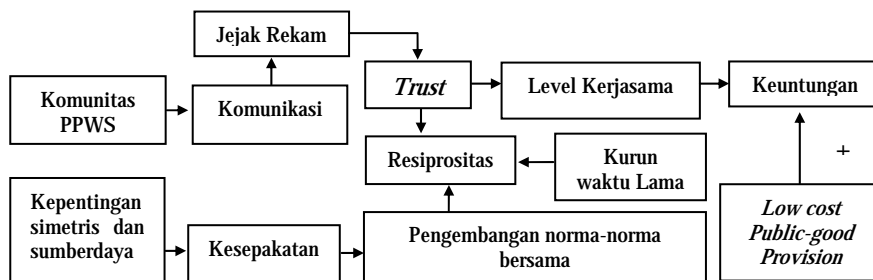 Jejak Rekam
Komunitas
PPWS
Komunikasi
Trust
Level Kerjasama
Keuntungan
Resiprositas
Kurun
waktu Lama
+
Kepentingan
simetris dan
sumberdaya
Kesepakatan
Pengembangan norma-norma
bersama
Low cost
Public-good
Provision